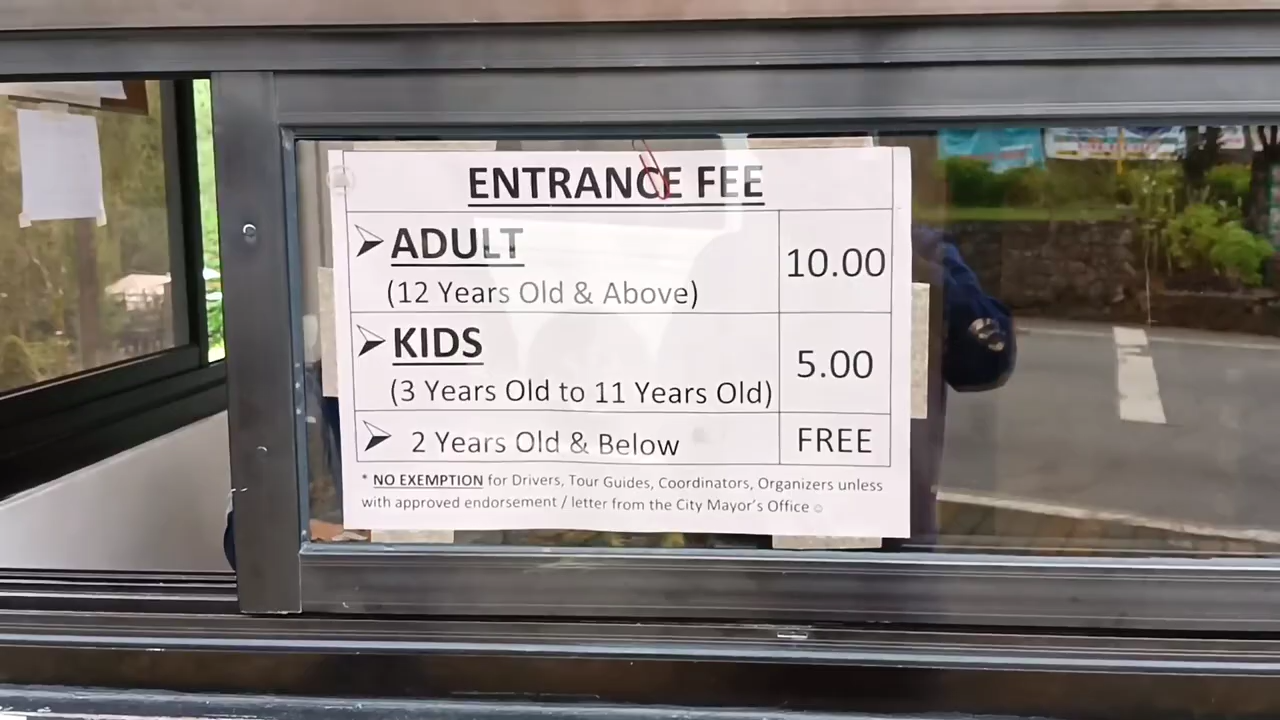 ENTRANCE FEE
➢ ADULT
(12 Years Old & Above)
10.00
➢ KIDS
(3 Years Old to 11 Years Old)
5.00
➢ 2 Years Old & Below
FREE
* NO EXEMPTION for Drivers, Tour Guides, Coordinators, Organizers unless
with approved endorsement / letter from the City Mayor's Office ☺